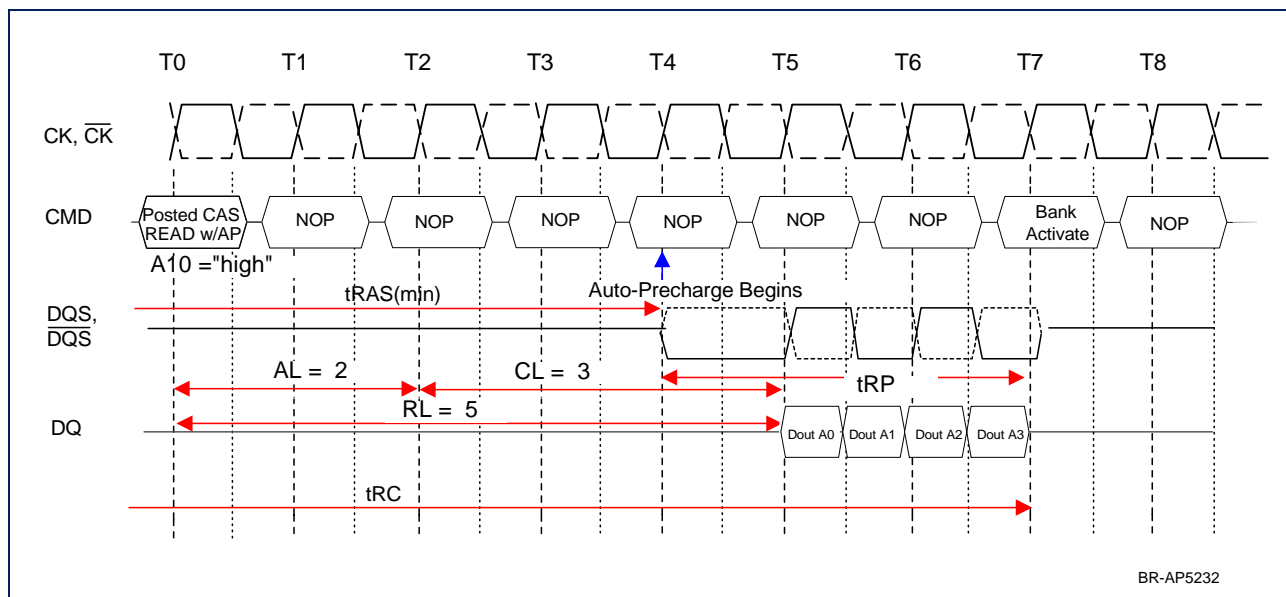 T0 T1 T2 T3 T4 T5 T6 T7 T8
CK, CK
CMD
Posted CAS
READ w/AP
NOP NOP NOP NOP NOP NOP
Bank
Activate
NOP
A10 ="high"
tRAS(min)
Auto-Precharge Begins
DQS,
DQS
AL = 2
CL = 3
tRP
RL = 5
DQ
Dout A0 Dout A1 Dout A2 Dout A3
tRC
BR-AP5232